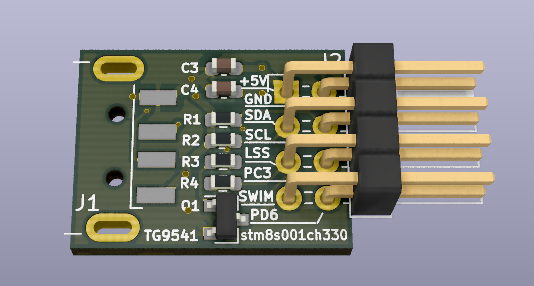 C3
C4
R1
R2
R3
R4
Q1
J1
J2
+5V
GND
SDA
SCL
LSS
PC3
SWIM
PD6
TG9541
stm8s001ch330